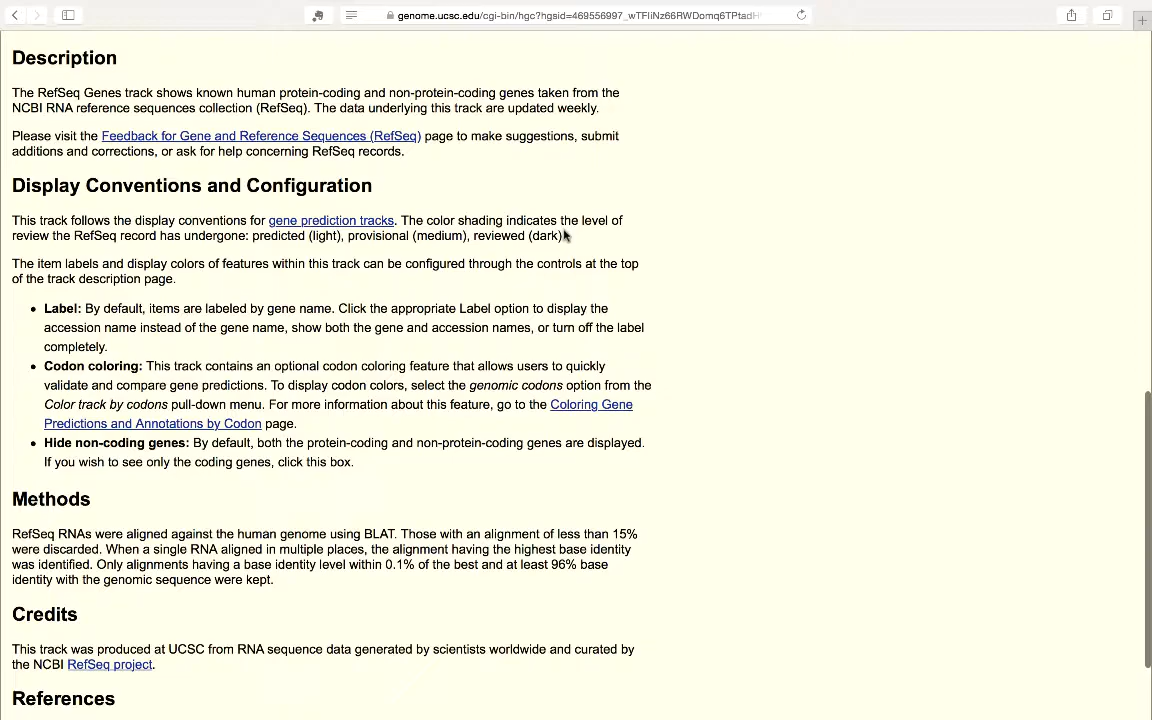 genome.ucsc.edu/cgi-bin/hgc?hgsid=469556997_wTFIiNz66RWDomq6TPtadH
Description
The RefSeq Genes track shows known human protein-coding and non-protein-coding genes taken from the
NCBI RNA reference sequences collection (RefSeq). The data underlying this track are updated weekly.
Please visit the Feedback for Gene and Reference Sequences (RefSeq) page to make suggestions, submit
additions and corrections, or ask for help concerning RefSeq records.
Display Conventions and Configuration
This track follows the display conventions for gene prediction tracks. The color shading indicates the level of
review the RefSeq record has undergone: predicted (light), provisional (medium), reviewed (dark).
The item labels and display colors of features within this track can be configured through the controls at the top
of the track description page.
• Label: By default, items are labeled by gene name. Click the appropriate Label option to display the
accession name instead of the gene name, show both the gene and accession names, or turn off the label
completely.
• Codon coloring: This track contains an optional codon coloring feature that allows users to quickly
validate and compare gene predictions. To display codon colors, select the genomic codons option from the
Color track by codons pull-down menu. For more information about this feature, go to the Coloring Gene
Predictions and Annotations by Codon page.
• Hide non-coding genes: By default, both the protein-coding and non-protein-coding genes are displayed.
If you wish to see only the coding genes, click this box.
Methods
RefSeq RNAs were aligned against the human genome using BLAT. Those with an alignment of less than 15%
were discarded. When a single RNA aligned in multiple places, the alignment having the highest base identity
was identified. Only alignments having a base identity level within 0.1% of the best and at least 96% base
identity with the genomic sequence were kept.
Credits
This track was produced at UCSC from RNA sequence data generated by scientists worldwide and curated by
the NCBI RefSeq project.
References